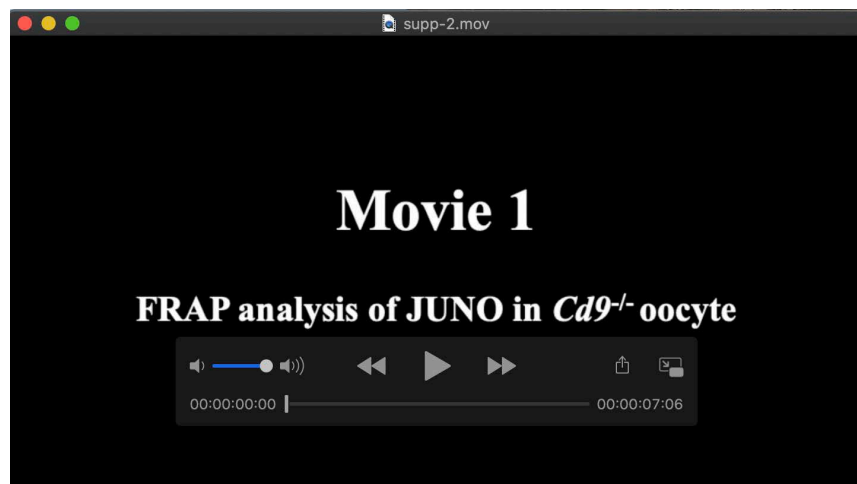 supp-2.mov
Movie 1
FRAP analysis of JUNO in Cd9-/- oocyte
00:00:00:00 00:00:07:06